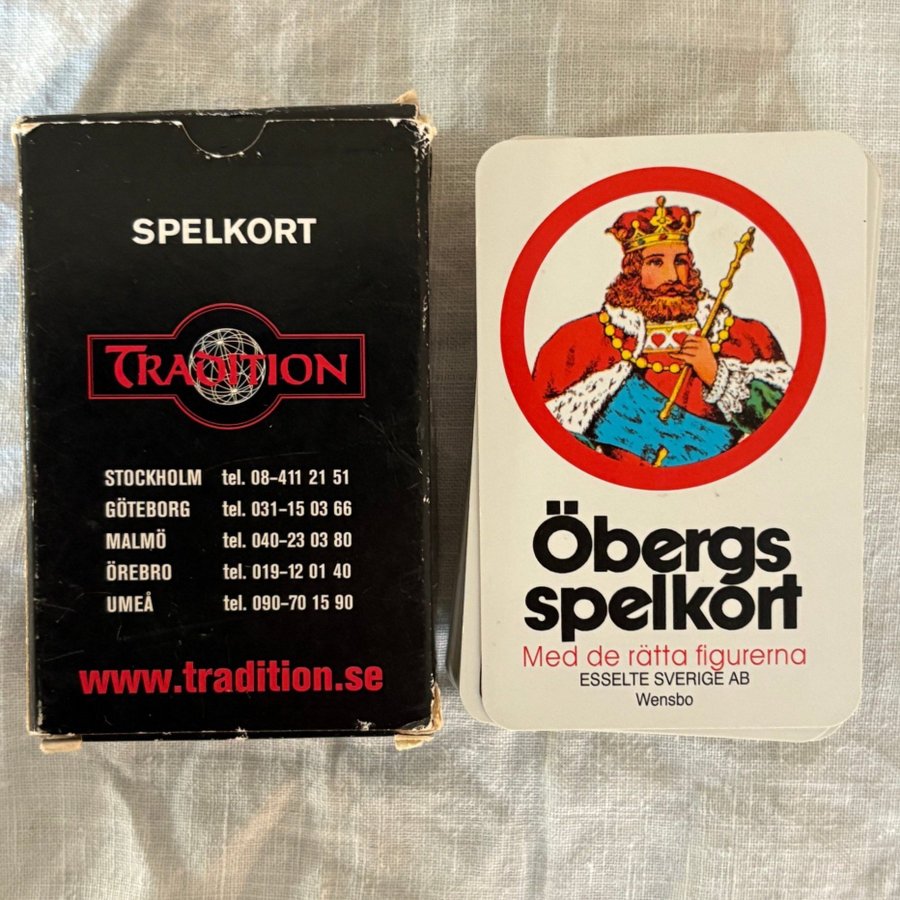 SPELKORT
TRADITION
STOCKHOLM tel. 08-411 21 51
GÖTEBORG tel. 031-15 03 66
MALMÖ tel. 040-23 03 80
ÖREBRO tel. 019-12 01 40
UMEÅ tel. 090-70 15 90
www.tradition.se
Öbergs
spelkort
Med de rätta figurerna
ESSELTE SVERIGE AB
Wensbo